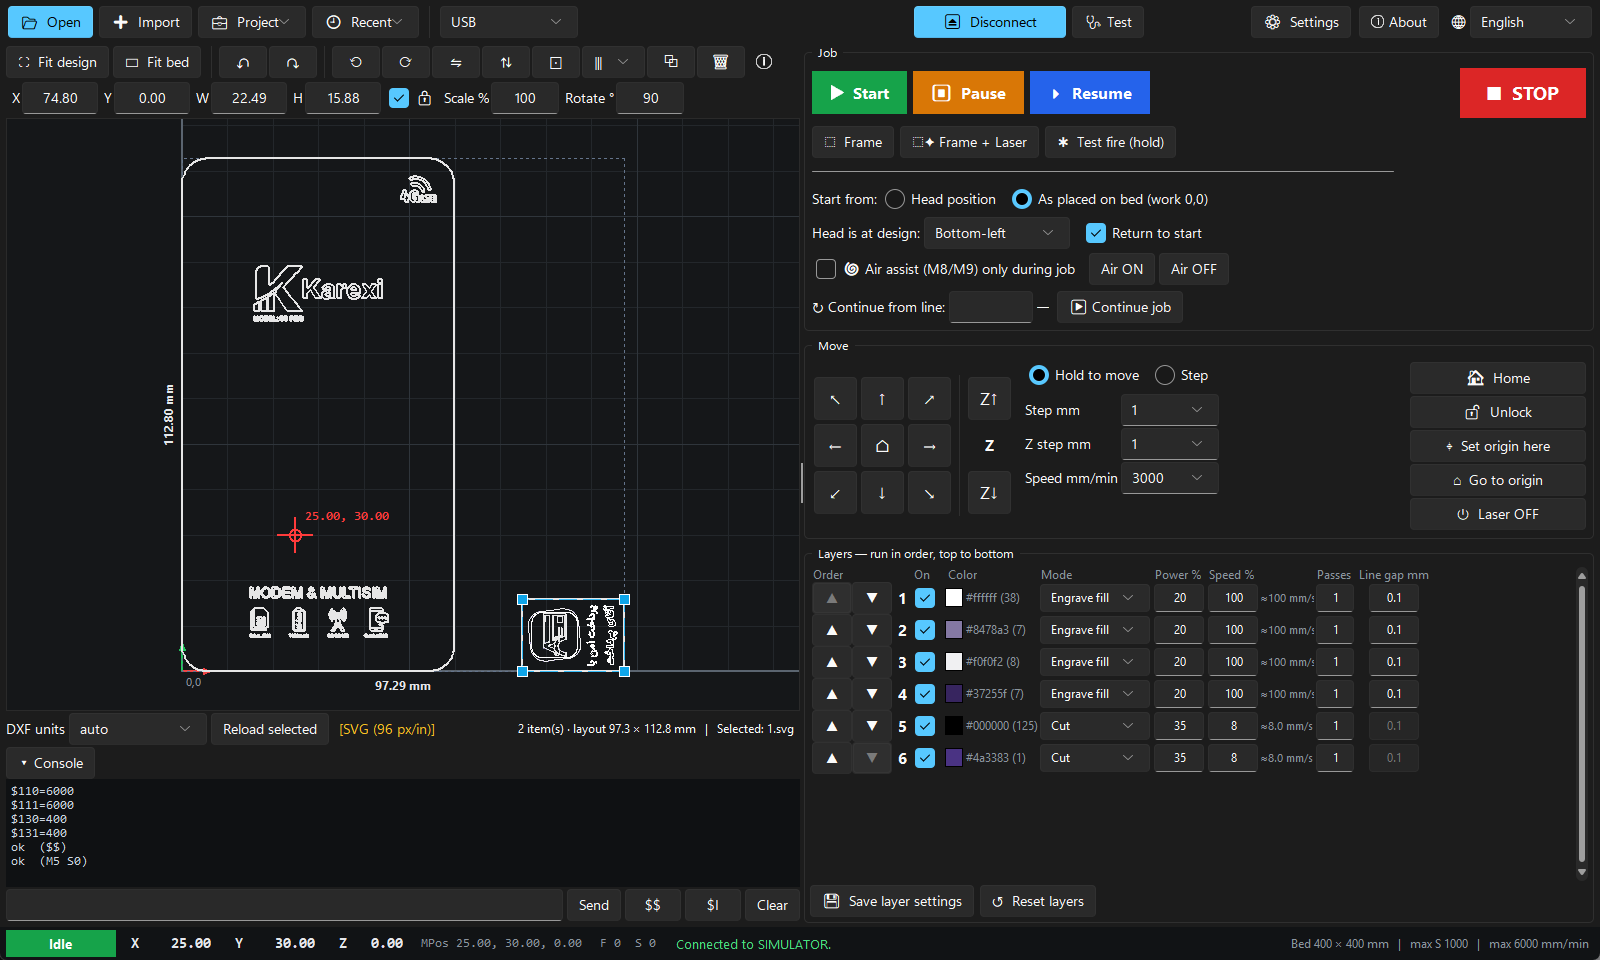 Open Import Project Recent USB Disconnect Test Settings About English
Fit design Fit bed
X 74.80 Y 0.00 W 22.49 H 15.88 Scale % 100 Rotate ° 90
Karexi
25.00, 30.00
MODEM & MULTISIM
112.80 mm
97.29 mm
0,0
DXF units auto Reload selected [SVG (96 px/in)] 2 item(s) · layout 97.3 × 112.8 mm | Selected: 1.svg
Console
$110=6000
$111=6000
$130=400
$131=400
ok ($$)
ok (M5 S0)
Send $$ $I Clear
Job
Start Pause Resume STOP
Frame Frame + Laser Test fire (hold)
Start from: Head position As placed on bed (work 0,0)
Head is at design: Bottom-left Return to start
Air assist (M8/M9) only during job Air ON Air OFF
Continue from line: — Continue job
Move
Hold to move Step
Step mm 1
Z step mm 1
Speed mm/min 3000
Z↑
Z
Z↓
Home
Unlock
Set origin here
Go to origin
Laser OFF
Layers — run in order, top to bottom
Order On Color Mode Power % Speed % Passes Line gap mm
1 #ffffff (38) Engrave fill 20 100 ≈100 mm/s 1 0.1
2 #8478a3 (7) Engrave fill 20 100 ≈100 mm/s 1 0.1
3 #f0f0f2 (8) Engrave fill 20 100 ≈100 mm/s 1 0.1
4 #37255f (7) Engrave fill 20 100 ≈100 mm/s 1 0.1
5 #000000 (125) Cut 35 8 ≈8.0 mm/s 1 0.1
6 #4a3383 (1) Cut 35 8 ≈8.0 mm/s 1 0.1
Save layer settings Reset layers
Idle X 25.00 Y 30.00 Z 0.00 MPos 25.00, 30.00, 0.00 F 0 S 0 Connected to SIMULATOR. Bed 400 × 400 mm | max S 1000 | max 6000 mm/min